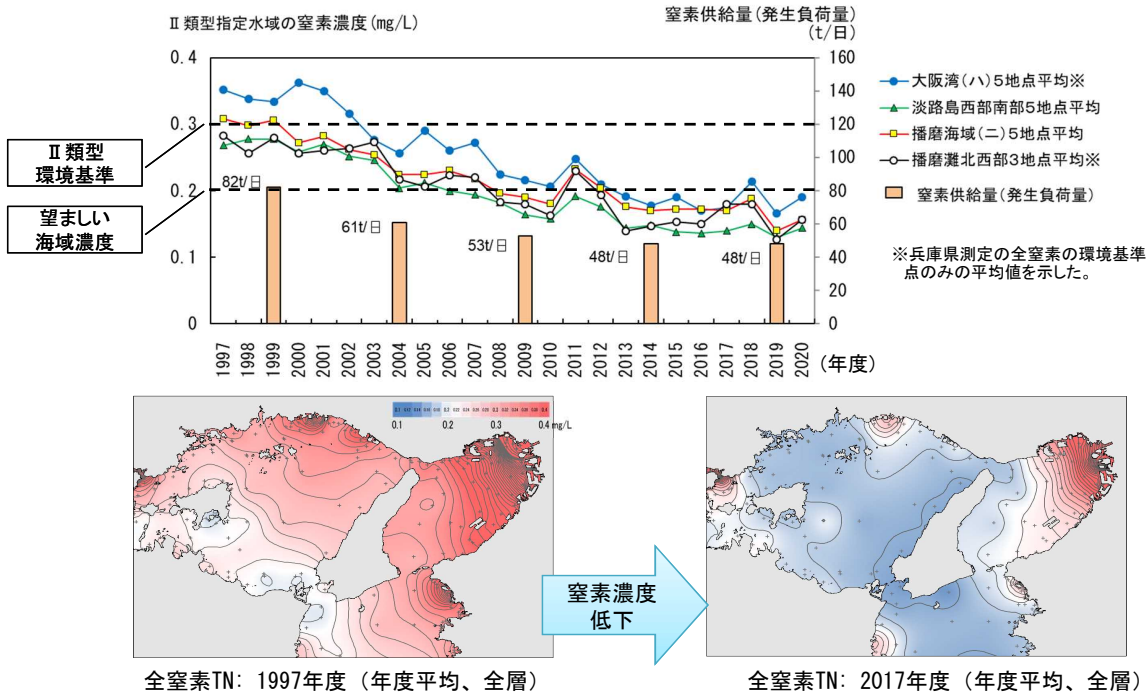 Ⅱ類型指定水域の窒素濃度(mg/L)
窒素供給量(発生負荷量)
(t/日)
0.4
0.3
0.2
0.1
0
160
140
120
100
80
60
40
20
0
Ⅱ類型
環境基準
望ましい
海域濃度
82t/日
61t/日
53t/日
48t/日
48t/日
1997
1998
1999
2000
2001
2002
2003
2004
2005
2006
2007
2008
2009
2010
2011
2012
2013
2014
2015
2016
2017
2018
2019
2020
(年度)
大阪湾(ハ)5地点平均※
淡路島西部南部5地点平均
播磨海域(ニ)5地点平均
播磨灘北西部3地点平均※
窒素供給量(発生負荷量)
※兵庫県測定の全窒素の環境基準
点のみの平均値を示した。
0.1
0.2
0.3
0.4 mg/L
窒素濃度
低下
全窒素TN: 1997年度 (年度平均、全層)
全窒素TN: 2017年度 (年度平均、全層)